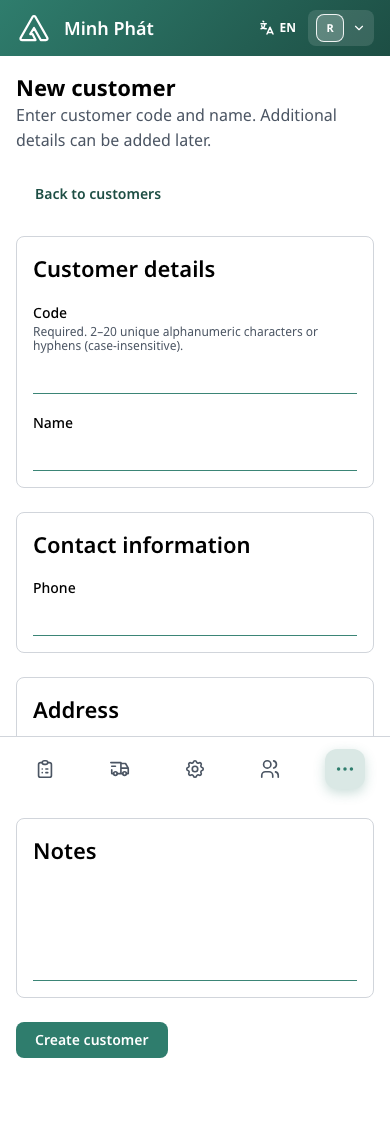 Minh Phát
EN
R
New customer
Enter customer code and name. Additional
details can be added later.
Back to customers
Customer details
Code
Required. 2–20 unique alphanumeric characters or
hyphens (case-insensitive).
Name
Contact information
Phone
Address
Notes
Create customer